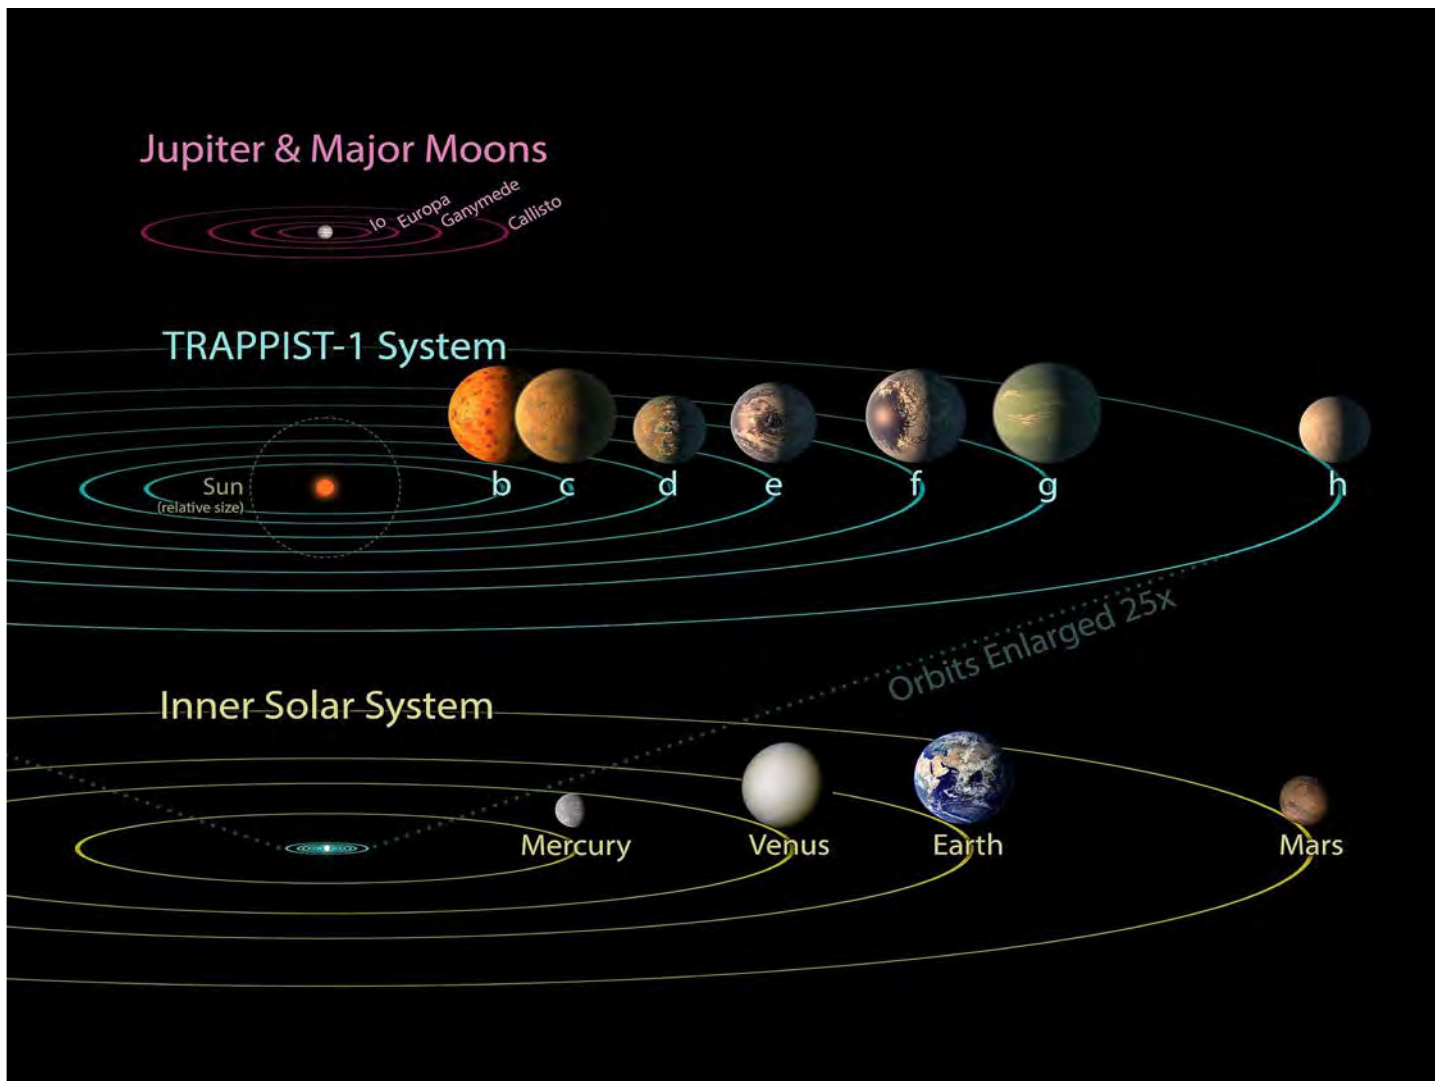 Jupiter & Major Moons
Io
Europa
Ganymede
Callisto
TRAPPIST-1 System
Sun
(relative size)
b
c
d
e
f
g
h
Orbits Enlarged 25x
Inner Solar System
Mercury
Venus
Earth
Mars